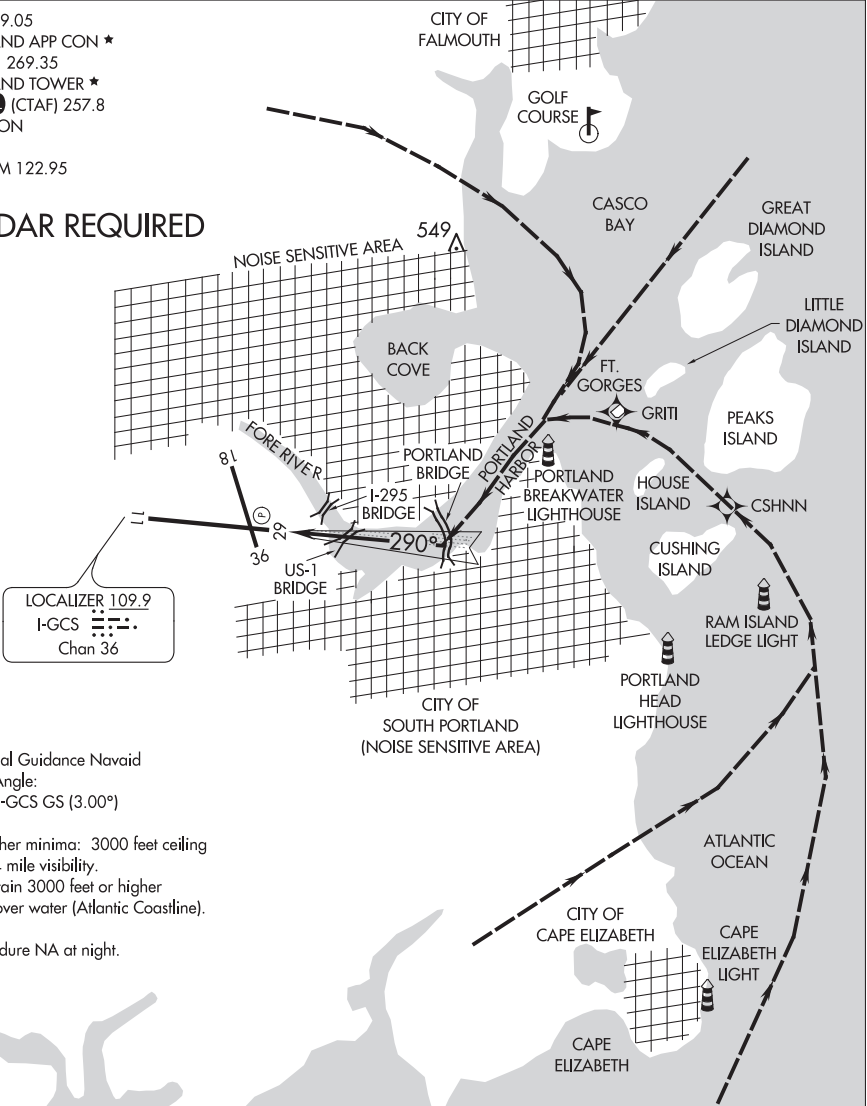 9.05
ND APP CON ★
269.35
ND TOWER ★
(CTAF) 257.8
ON
M 122.95
DAR REQUIRED
CITY OF
FALMOUTH
GOLF
COURSE
CASCO
BAY
GREAT
DIAMOND
ISLAND
549
NOISE SENSITIVE AREA
LITTLE
DIAMOND
ISLAND
BACK
COVE
FT.
GORGES
GRITI
PEAKS
ISLAND
FORE RIVER
PORTLAND
BRIDGE
PORTLAND
HARBOR
PORTLAND
BREAKWATER
LIGHTHOUSE
HOUSE
ISLAND
CSHNN
18
I-295
BRIDGE
11
P
29
290°
36
US-1
BRIDGE
CUSHING
ISLAND
LOCALIZER 109.9
I-GCS
Chan 36
RAM ISLAND
LEDGE LIGHT
PORTLAND
HEAD
LIGHTHOUSE
CITY OF
SOUTH PORTLAND
(NOISE SENSITIVE AREA)
al Guidance Navaid
Angle:
-GCS GS (3.00°)
her minima: 3000 feet ceiling
mile visibility.
ain 3000 feet or higher
over water (Atlantic Coastline).
dure NA at night.
ATLANTIC
OCEAN
CITY OF
CAPE ELIZABETH
CAPE
ELIZABETH
LIGHT
CAPE
ELIZABETH